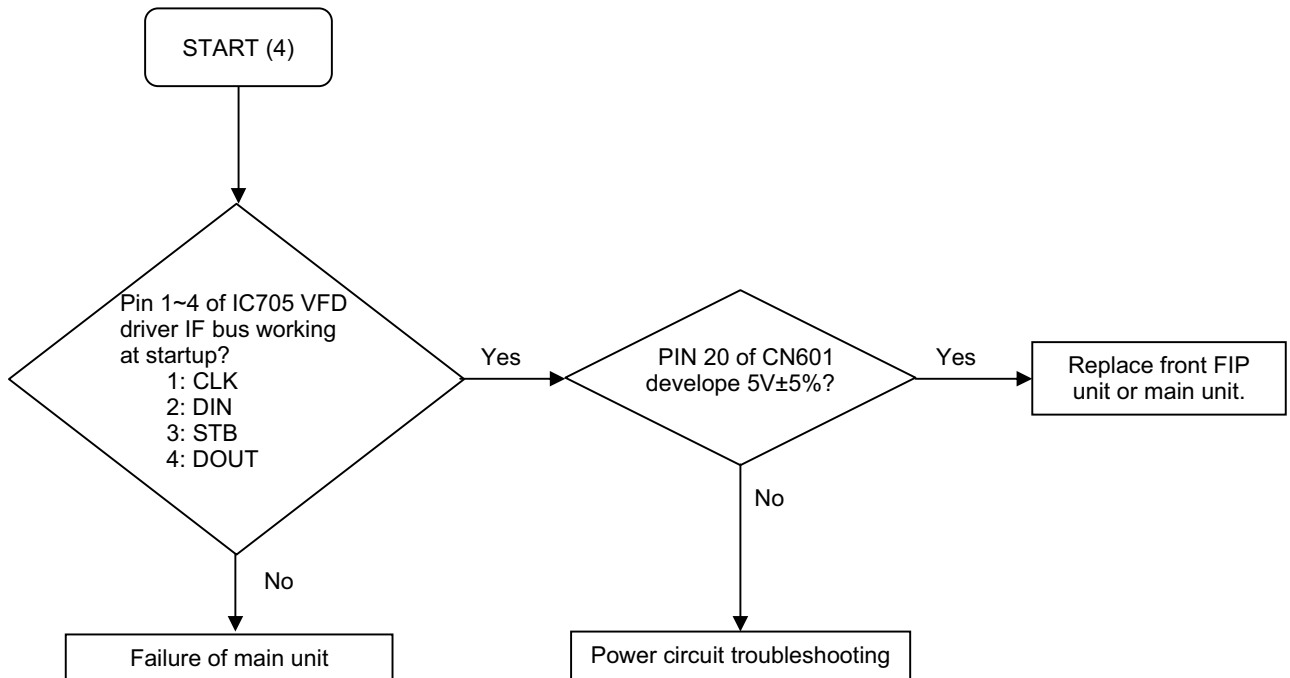 START (4)
Pin 1~4 of IC705 VFD
driver IF bus working
at startup?
1: CLK
2: DIN
3: STB
4: DOUT
Yes
No
Failure of main unit
PIN 20 of CN601
develope 5V±5%?
Yes
No
Power circuit troubleshooting
Replace front FIP
unit or main unit.